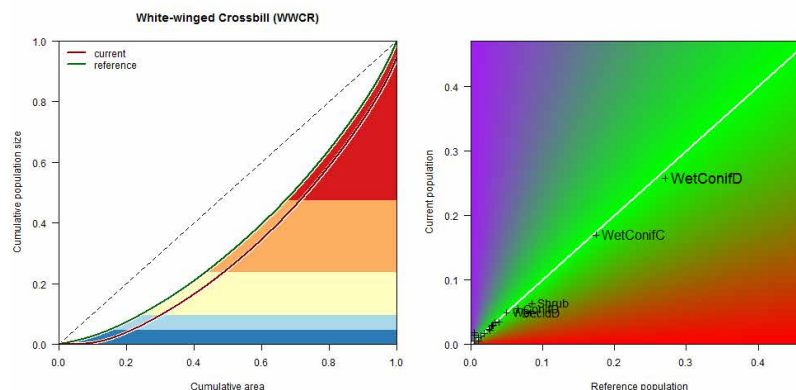 White-winged Crossbill (WWCR)
current
reference
Cumulative population size
1.0
0.8
0.6
0.4
0.2
0.0
0.0 0.2 0.4 0.6 0.8 1.0
Cumulative area
Current population
0.4
0.3
0.2
0.1
0.0
WetConifD
WetConifC
Shrub
0.0 0.1 0.2 0.3 0.4
Reference population